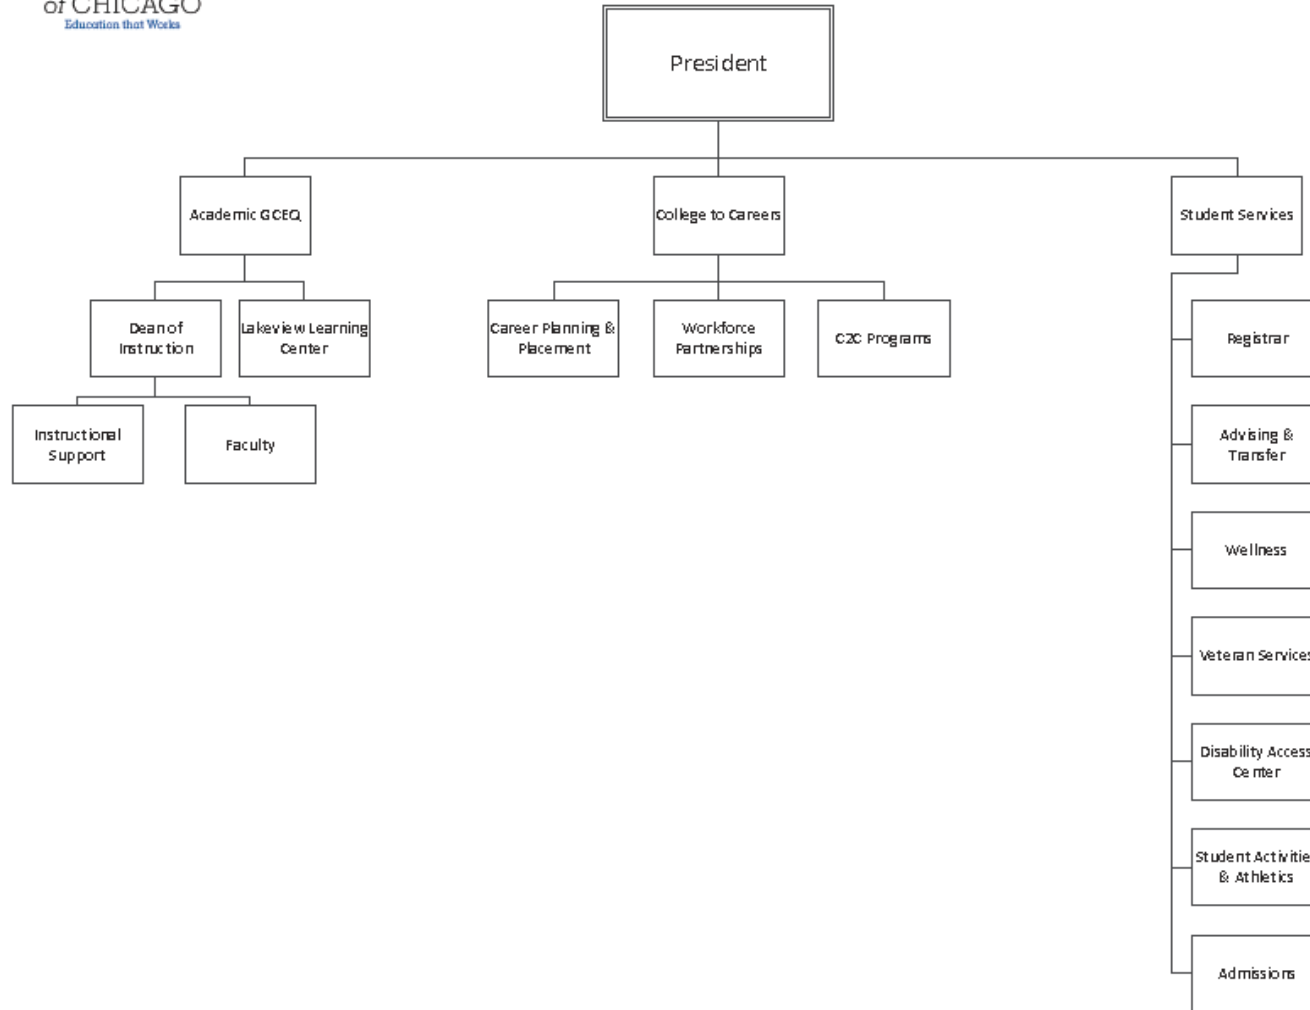 of CHICAGO
Education that Works
President
Academic GCEQ
College to Careers
Student Services
Dean of
Instruction
Lakeview Learning
Center
Career Planning &
Placement
Workforce
Partnerships
C2C Programs
Registrar
Instructional
Support
Faculty
Advising &
Transfer
Wellness
Veteran Services
Disability Access
Center
Student Activitie
& Athletics
Admissions